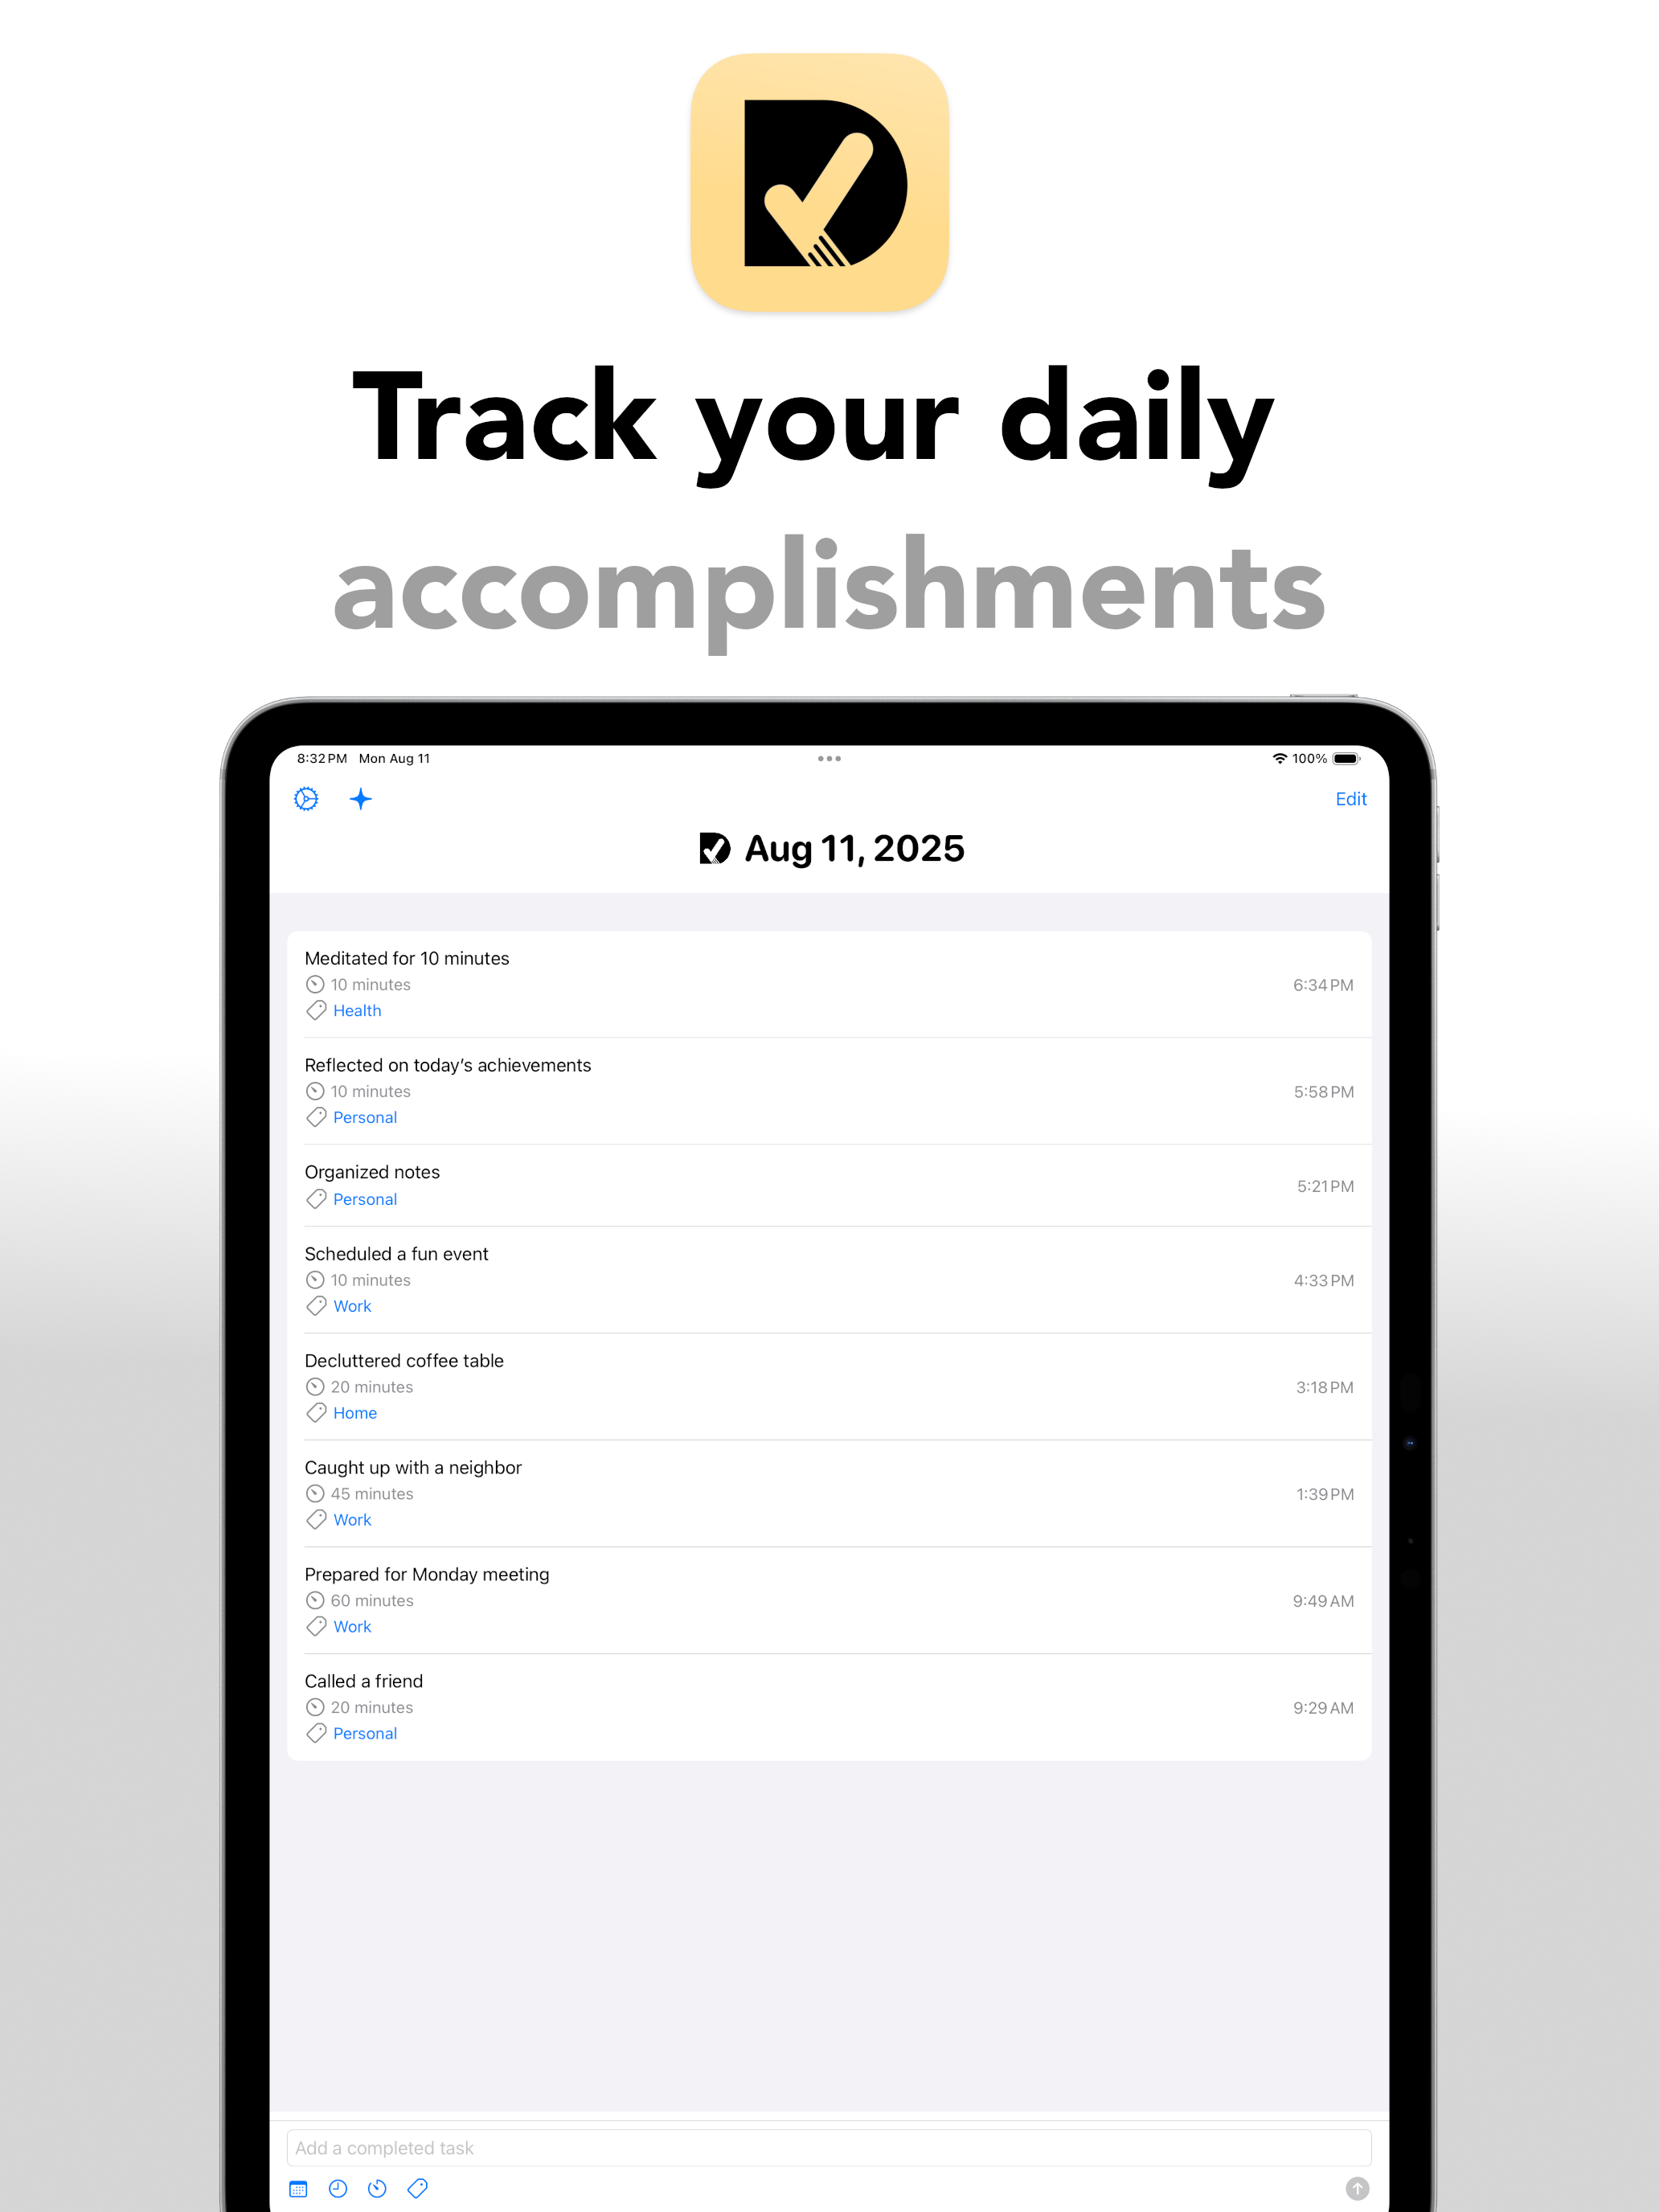 Track your daily
accomplishments
8:32 PM Mon Aug 11
100%
Edit
Aug 11, 2025
Meditated for 10 minutes
10 minutes
6:34 PM
Health
Reflected on today's achievements
10 minutes
5:58 PM
Personal
Organized notes
5:21 PM
Personal
Scheduled a fun event
10 minutes
4:33 PM
Work
Decluttered coffee table
20 minutes
3:18 PM
Home
Caught up with a neighbor
45 minutes
1:39 PM
Work
Prepared for Monday meeting
60 minutes
9:49 AM
Work
Called a friend
20 minutes
9:29 AM
Personal
Add a completed task